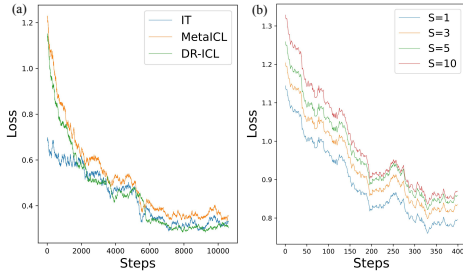 (a)
IT
MetaICL
DR-ICL
Loss
1.2
1.0
0.8
0.6
0.4
0 2000 4000 6000 8000 10000
Steps
(b)
S=1
S=3
S=5
S=10
Loss
1.3
1.2
1.1
1.0
0.9
0.8
0 50 100 150 200 250 300 350 400
Steps